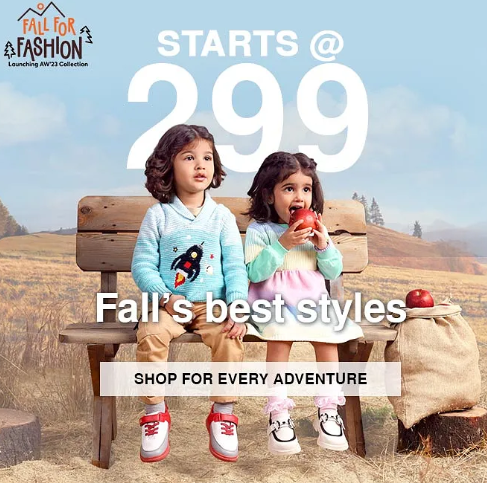 FALL FOR
FASHION
Launching AW'23 Collection
STARTS @
299
Fall's best styles
SHOP FOR EVERY ADVENTURE